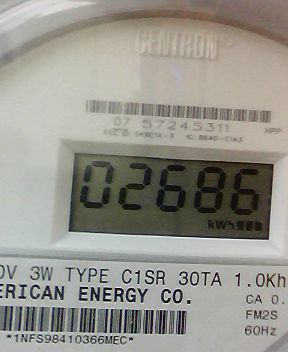 CENTRON
07 57245311
HPP
02686
kWh
0V 3W TYPE C1SR 30TA 1.0Kh
ERICAN ENERGY CO.
CA 0.
FM2S
60Hz
*1NFS98410366MEC*